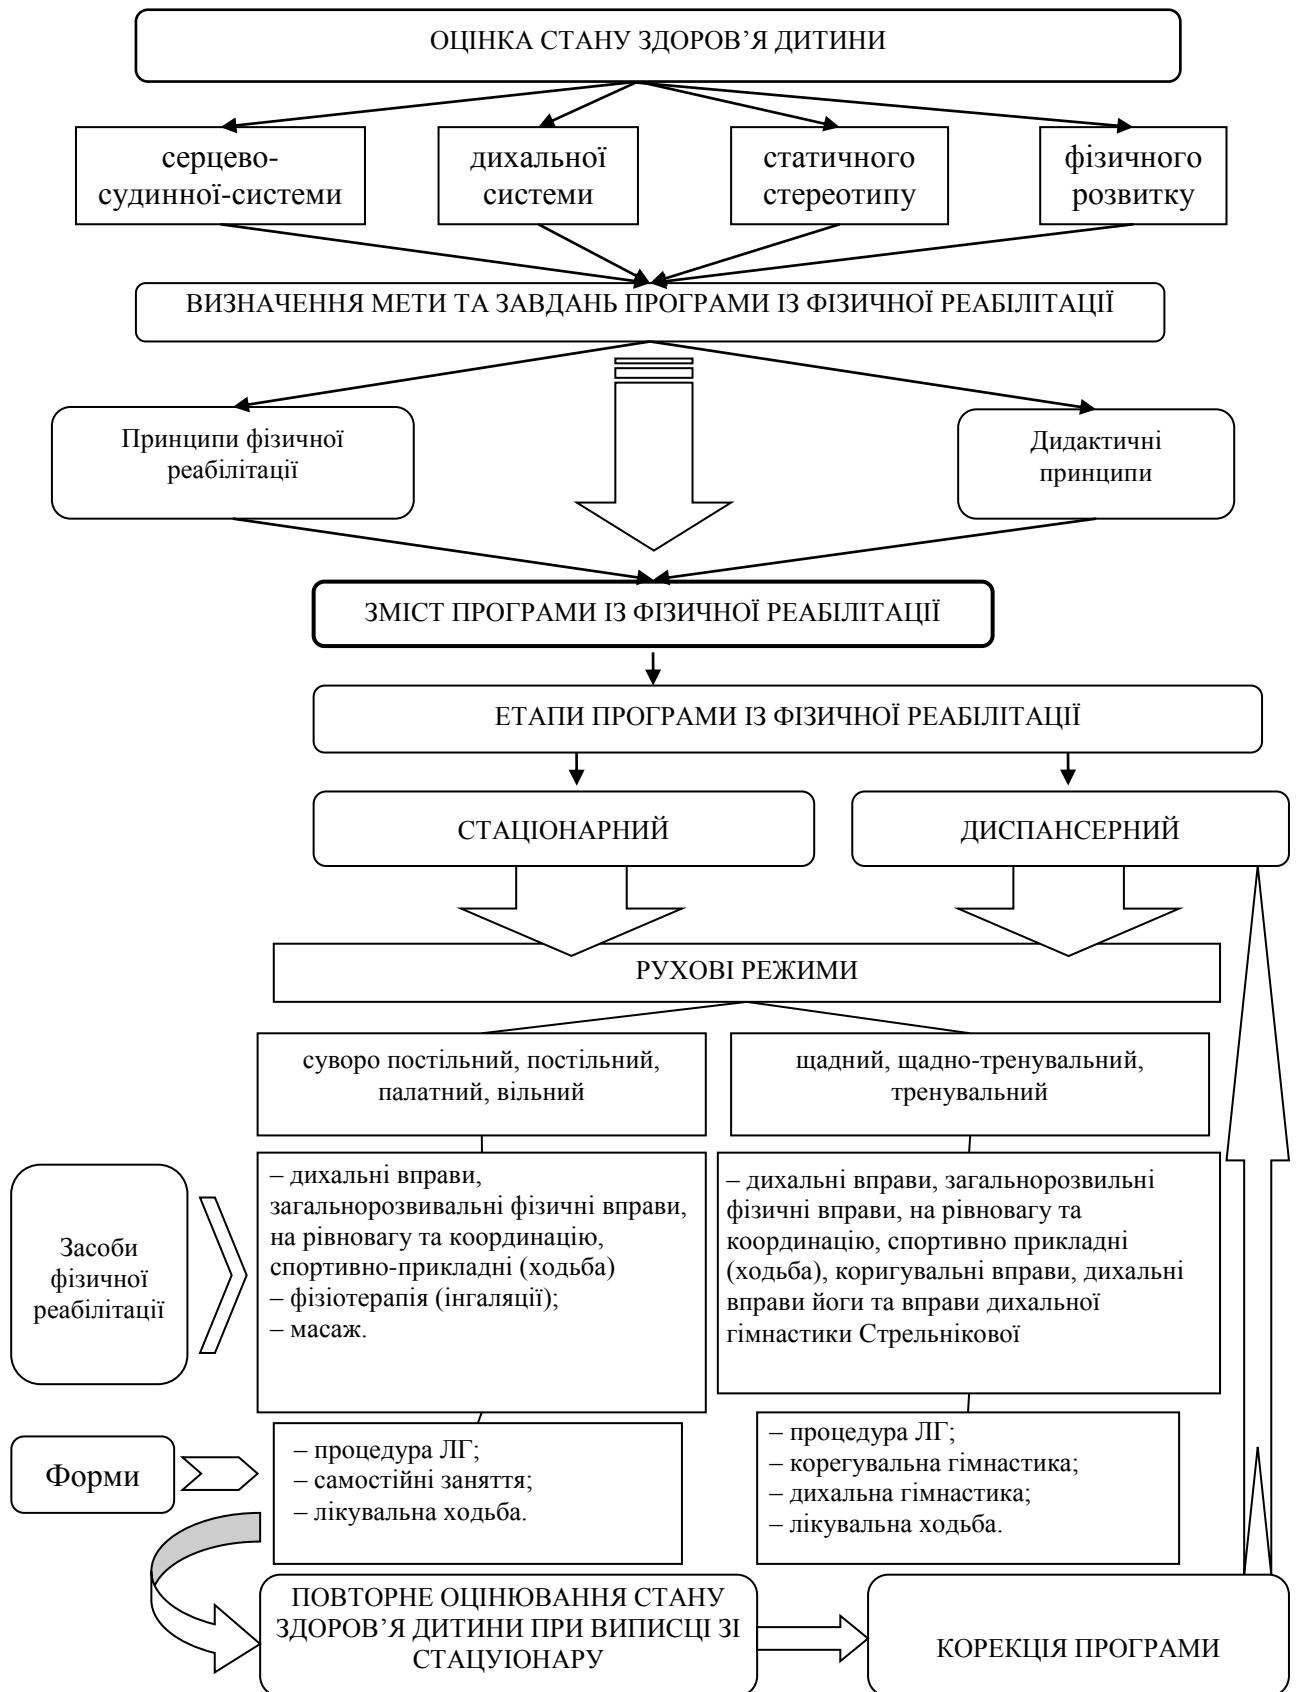 ОЦІНКА СТАНУ ЗДОРОВ’Я ДИТИНИ
серцево-
судинної-системи
дихальної
системи
статичного
стереотипу
фізичного
розвитку
ВИЗНАЧЕННЯ МЕТИ ТА ЗАВДАНЬ ПРОГРАМИ ІЗ ФІЗИЧНОЇ РЕАБІЛІТАЦІЇ
Принципи фізичної
реабілітації
Дидактичні
принципи
ЗМІСТ ПРОГРАМИ ІЗ ФІЗИЧНОЇ РЕАБІЛІТАЦІЇ
ЕТАПИ ПРОГРАМИ ІЗ ФІЗИЧНОЇ РЕАБІЛІТАЦІЇ
СТАЦІОНАРНИЙ
ДИСПАНСЕРНИЙ
РУХОВІ РЕЖИМИ
суворо постільний, постільний,
палатний, вільний
щадний, щадно-тренувальний,
тренувальний
Засоби
фізичної
реабілітації
– дихальні вправи,
загальнорозвивальні фізичні вправи,
на рівновагу та координацію,
спортивно-прикладні (ходьба)
– фізіотерапія (інгаляції);
– масаж.
– дихальні вправи, загальнорозвильні
фізичні вправи, на рівновагу та
координацію, спортивно прикладні
(ходьба), коригувальні вправи, дихальні
вправи йоги та вправи дихальної
гімнастики Стрельнікової
Форми
– процедура ЛГ;
– самостійні заняття;
– лікувальна ходьба.
– процедура ЛГ;
– корегувальна гімнастика;
– дихальна гімнастика;
– лікувальна ходьба.
ПОВТОРНЕ ОЦІНЮВАННЯ СТАНУ
ЗДОРОВ’Я ДИТИНИ ПРИ ВИПИСЦІ ЗІ
СТАЦУІОНАРУ
КОРЕКЦІЯ ПРОГРАМИ